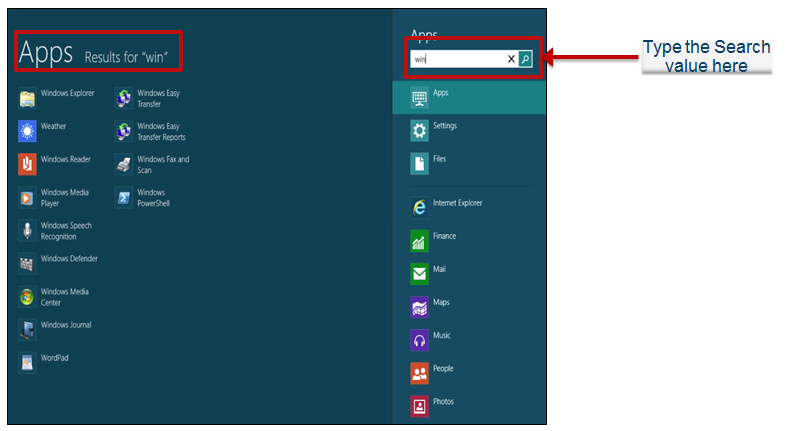 Apps Results for "win"
Windows Explorer
Weather
Windows Reader
Windows Media
Player
Windows Speech
Recognition
Windows Defender
Windows Media
Center
Windows Journal
WordPad
Windows Easy
Transfer
Windows Easy
Transfer Reports
Windows Fax and
Scan
Windows
PowerShell
Apps
win
Apps
Settings
Files
Internet Explorer
Finance
Mail
Maps
Music
People
Photos
Type the Search
value here